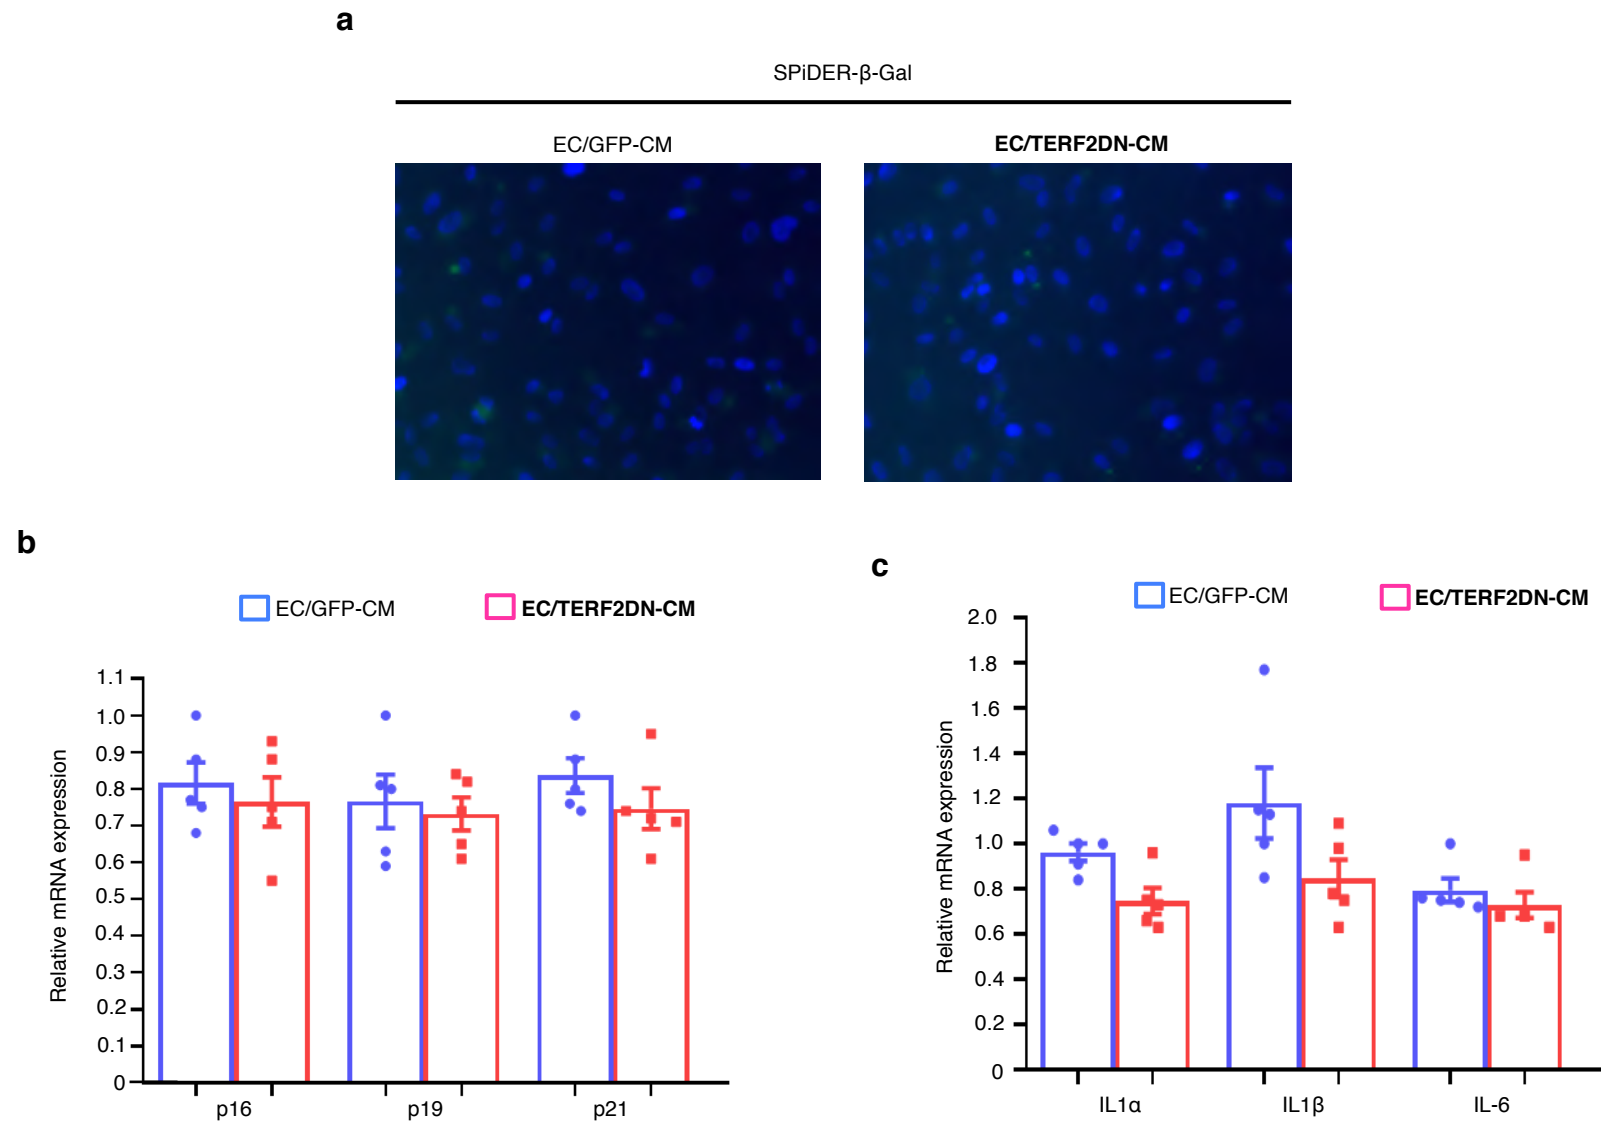 a
SPiDER-β-Gal
EC/GFP-CM
EC/TERF2DN-CM
b
EC/GFP-CM
EC/TERF2DN-CM
Relative mRNA expression
1.1
1.0
0.9
0.8
0.7
0.6
0.5
0.4
0.3
0.2
0.1
0
p16
p19
p21
c
EC/GFP-CM
EC/TERF2DN-CM
Relative mRNA expression
2.0
1.8
1.6
1.4
1.2
1.0
0.8
0.6
0.4
0.2
0
IL1α
IL1β
IL-6